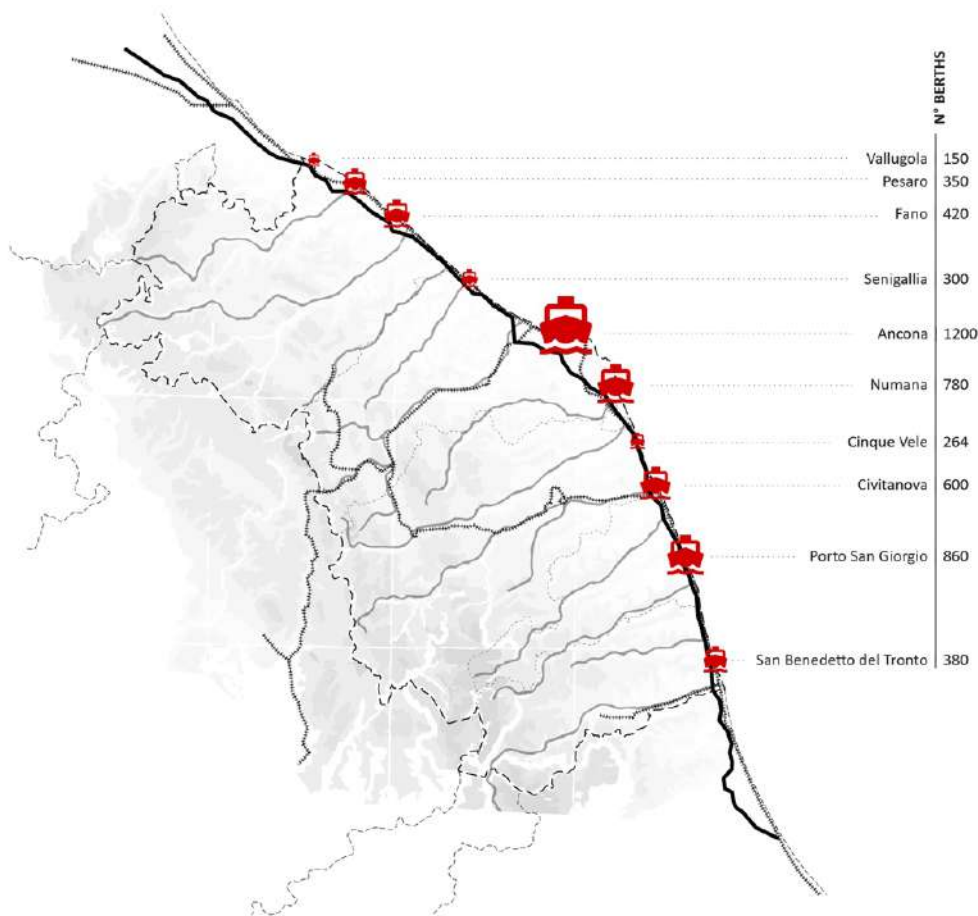 N° BERTHS
Vallugola 150
Pesaro 350
Fano 420
Senigallia 300
Ancona 1200
Numana 780
Cinque Vele 264
Civitanova 600
Porto San Giorgio 860
San Benedetto del Tronto 380